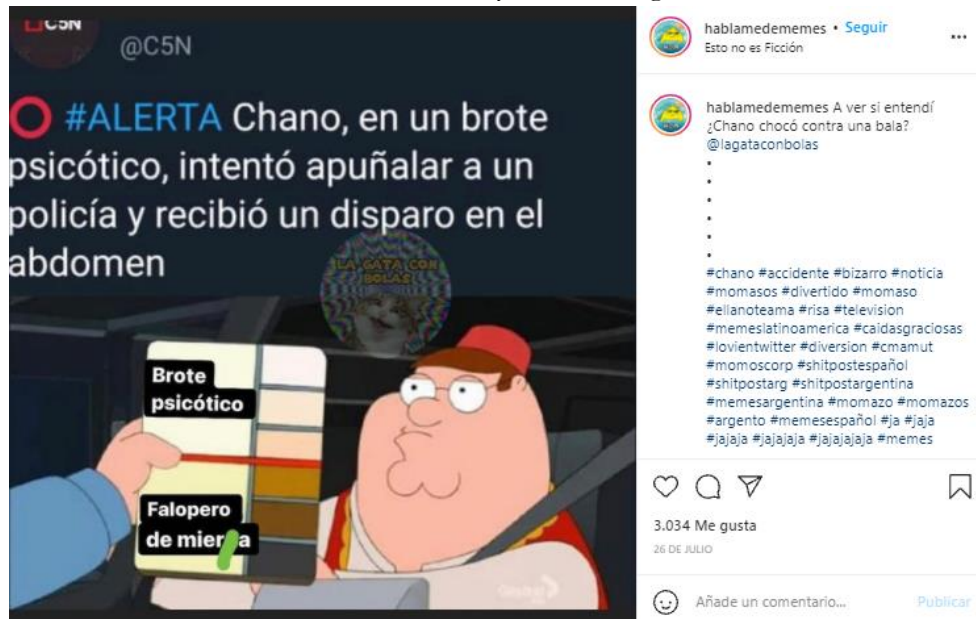 C5N
@C5N
#ALERTA Chano, en un brote
psicótico, intentó apuñalar a un
policía y recibió un disparo en el
abdomen
LA GATA CON
BOLAS
Brote
psicótico
Falopero
de mier a
Global
hablamedememes • Seguir
Esto no es Ficción
hablamedememes A ver si entendí
¿Chano chocó contra una bala?
@lagataconbolas
•
•
•
•
•
•
#chano #accidente #bizarro #noticia
#momasos #divertido #momaso
#ellanoteama #risa #television
#memeslatinoamerica #caidasgraciosas
#lovientwitter #diversion #cmamut
#momoscorp #shitpostespañol
#shitpostarg #shitpostargentina
#memesargentina #momazo #momazos
#argento #memesespañol #ja #jaja
#jajaja #jajajaja #jajajajaja #memes
3.034 Me gusta
26 DE JULIO
Añade un comentario... Publicar